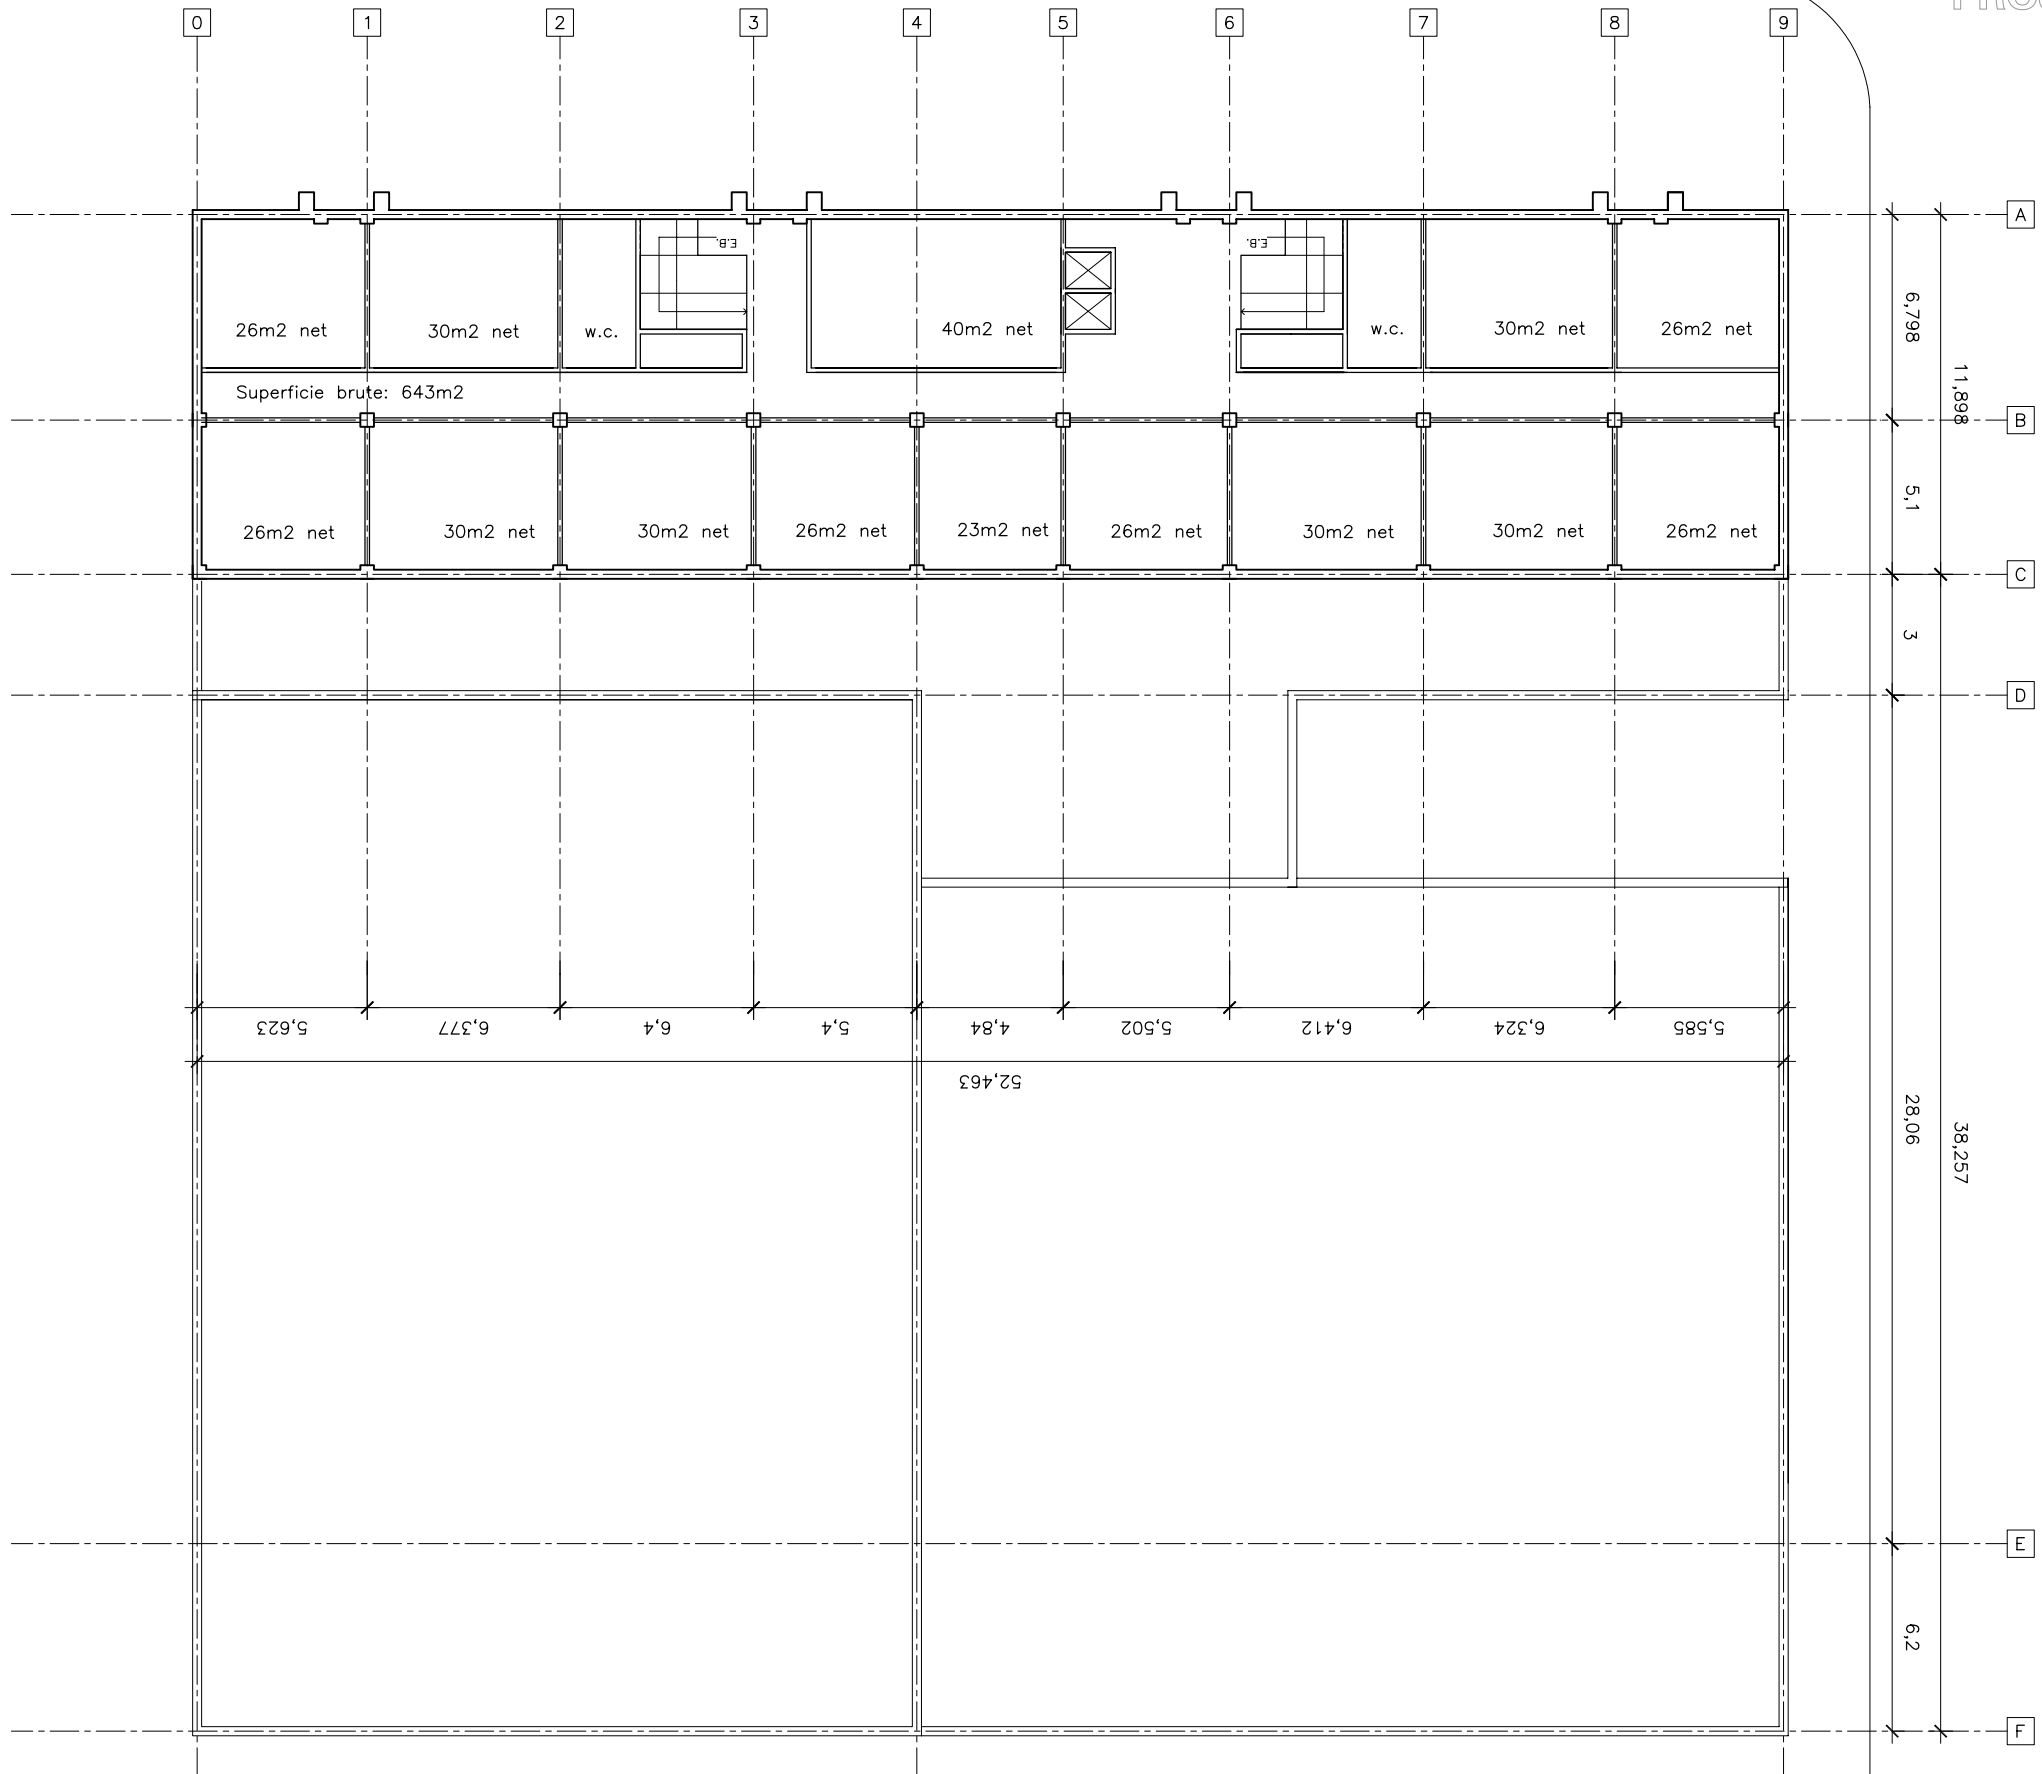 0 1 2 3 4 5 6 7 8 9
A
E.B. E.B.
6,798
26m2 net 30m2 net w.c. 40m2 net w.c. 30m2 net 26m2 net
11,898
Superficie brute: 643m2
B
5,1
26m2 net 30m2 net 30m2 net 26m2 net 23m2 net 26m2 net 30m2 net 30m2 net 26m2 net
C
3
D
5,623 6,377 6,4 5,4 4,84 5,502 6,412 6,324 5,585
52,463
28,06
38,257
E
6,2
F